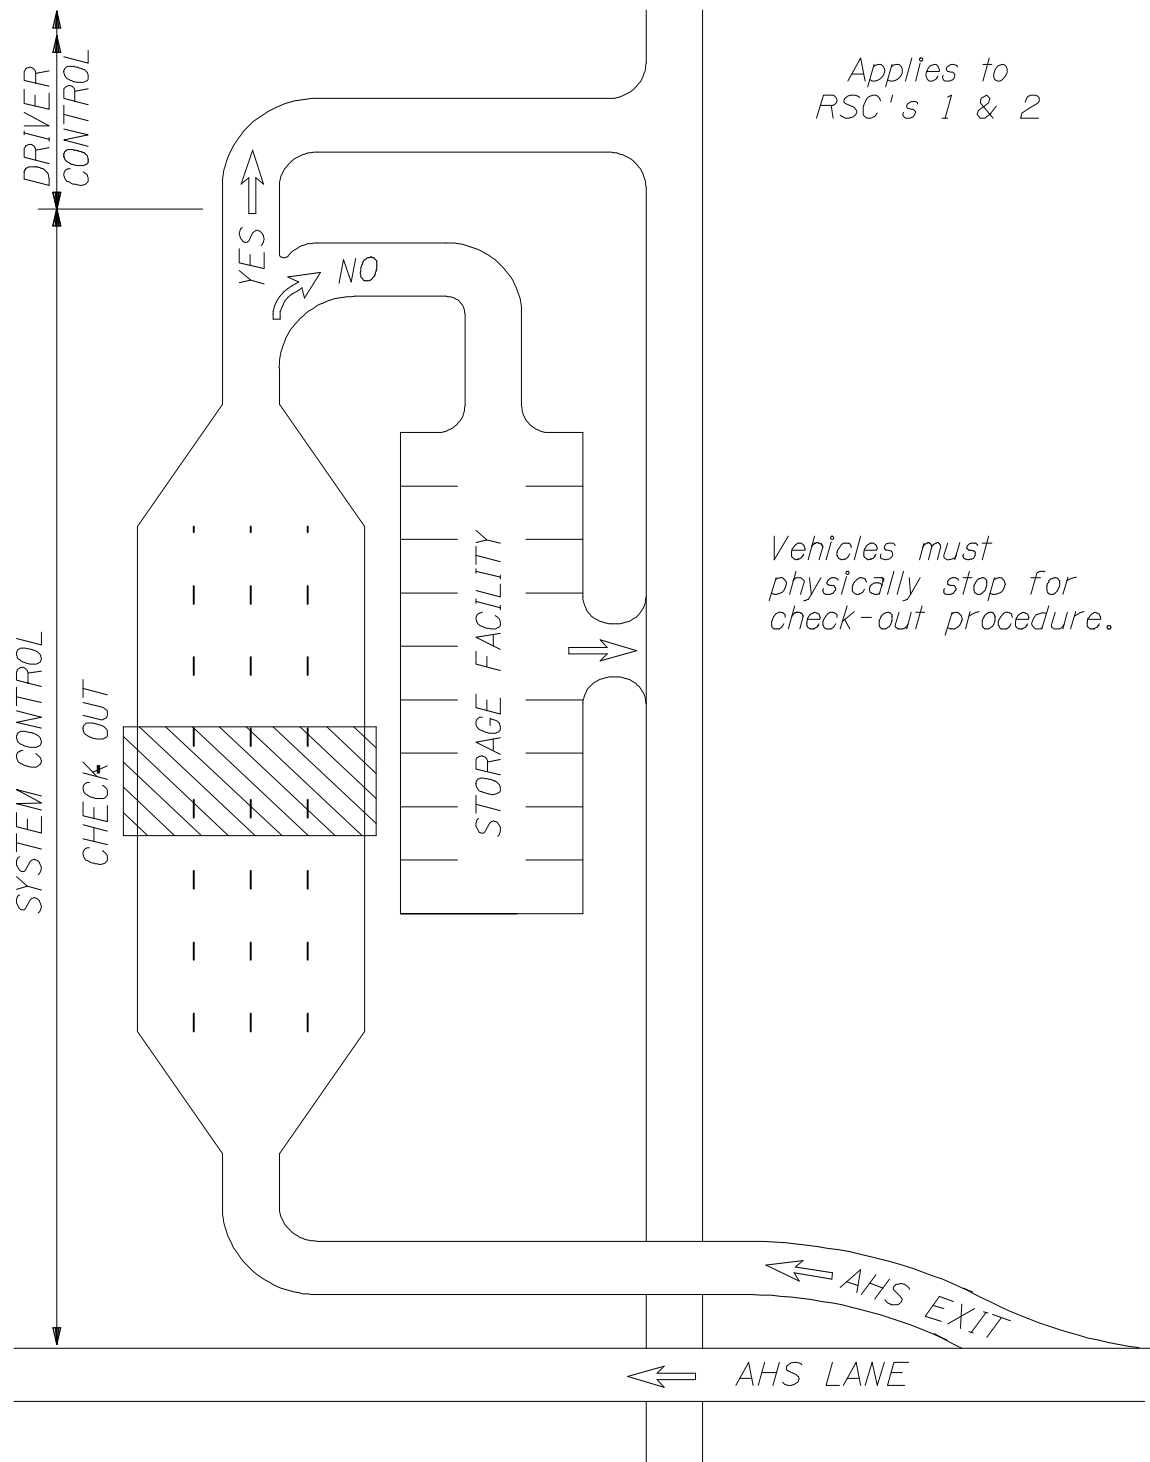 DRIVER
CONTROL
Applies to
RSC's 1 & 2
YES
NO
SYSTEM CONTROL
CHECK OUT
STORAGE FACILITY
Vehicles must
physically stop for
check-out procedure.
AHS EXIT
AHS LANE